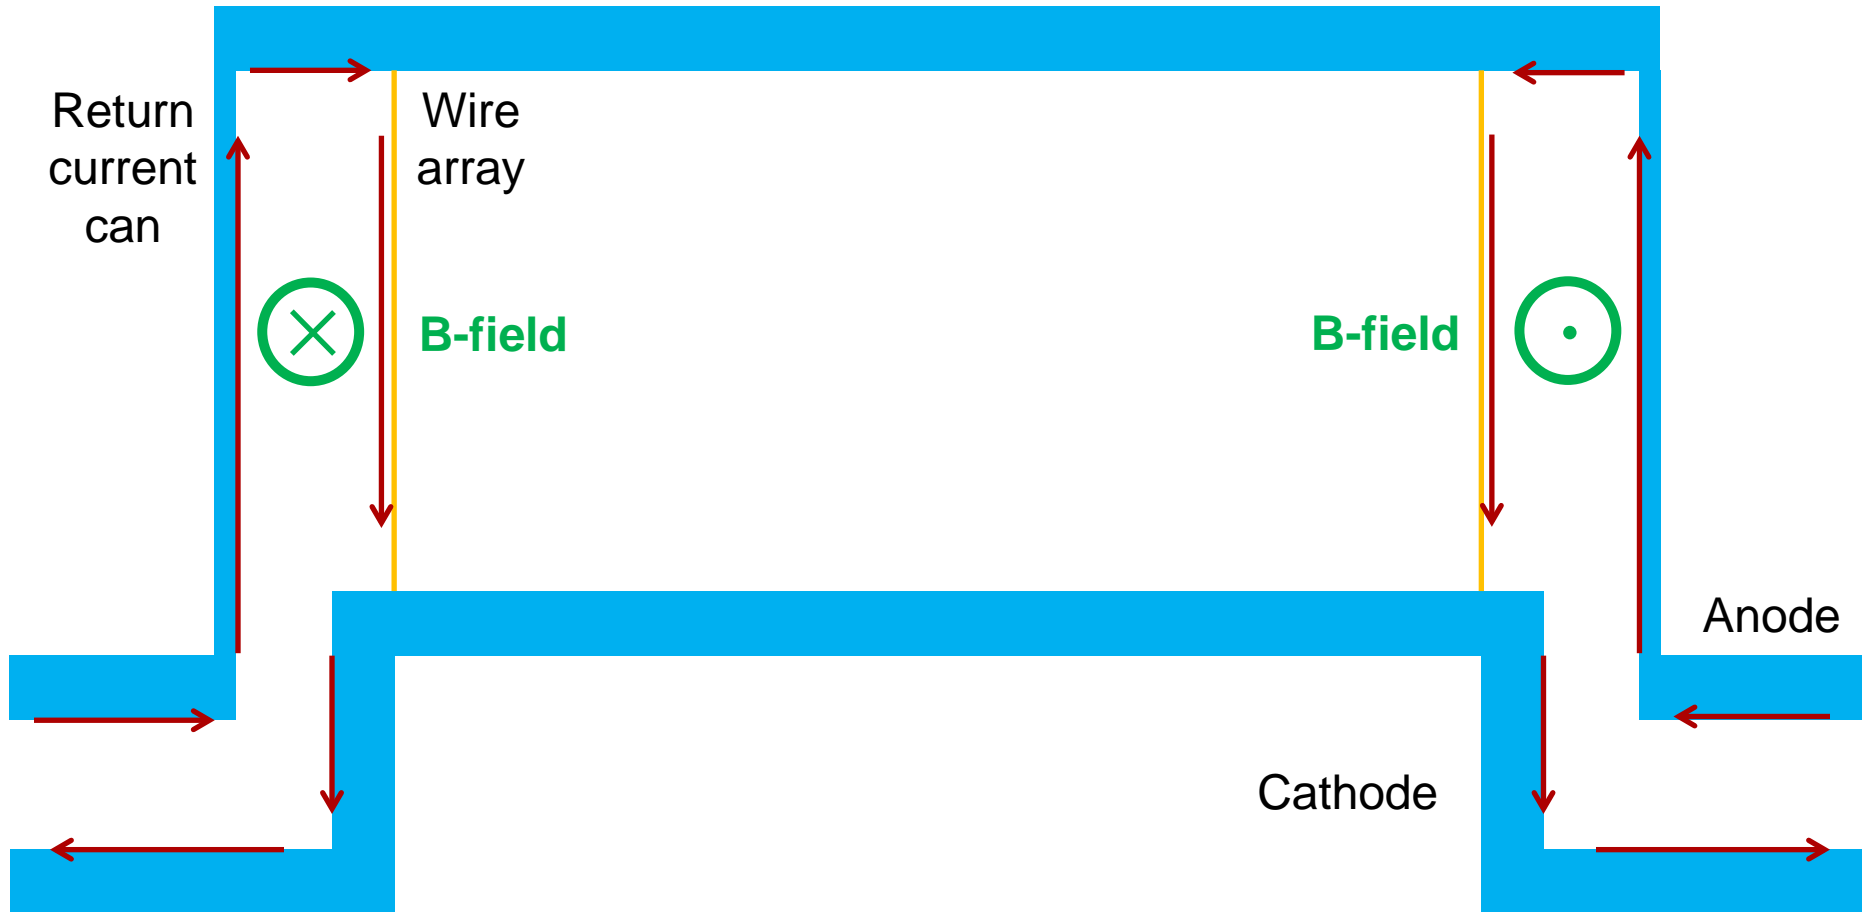 Return
current
can
Wire
array
B-field
B-field
Anode
Cathode